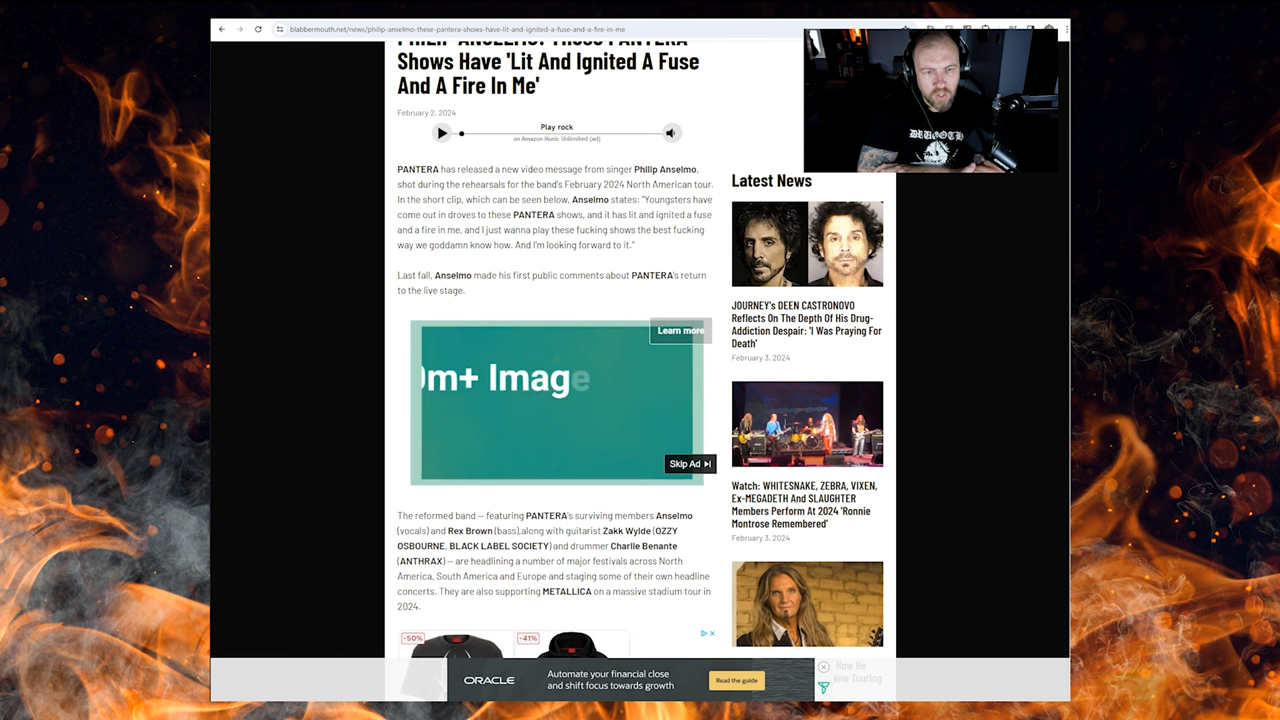 blabbermouth.net/news/philip-anselmo-these-pantera-shows-have-lit-and-ignited-a-fuse-and-a-fire-in-me
PHILIP ANSELMO: These PANTERA
Shows Have 'Lit And Ignited A Fuse
And A Fire In Me'
February 2, 2024
Play rock
on Amazon Music Unlimited (ad)
PANTERA has released a new video message from singer Philip Anselmo,
shot during the rehearsals for the band's February 2024 North American tour.
In the short clip, which can be seen below, Anselmo states: "Youngsters have
come out in droves to these PANTERA shows, and it has lit and ignited a fuse
and a fire in me, and I just wanna play these fucking shows the best fucking
way we goddamn know how. And I'm looking forward to it."
Last fall, Anselmo made his first public comments about PANTERA's return
to the live stage.
Learn more
0m+ Image
Skip Ad
The reformed band — featuring PANTERA's surviving members Anselmo
(vocals) and Rex Brown (bass),along with guitarist Zakk Wylde (OZZY
OSBOURNE, BLACK LABEL SOCIETY) and drummer Charlie Benante
(ANTHRAX) — are headlining a number of major festivals across North
America, South America and Europe and staging some of their own headline
concerts. They are also supporting METALLICA on a massive stadium tour in
2024.
-50%
-41%
DRUGOTH
Latest News
JOURNEY's DEEN CASTRONOVO
Reflects On The Depth Of His Drug-
Addiction Despair: 'I Was Praying For
Death'
February 3, 2024
Watch: WHITESNAKE, ZEBRA, VIXEN,
Ex-MEGADETH And SLAUGHTER
Members Perform At 2024 'Ronnie
Montrose Remembered'
February 3, 2024
How He
New Touring
ORACLE
Automate your financial close
and shift focus towards growth
Read the guide